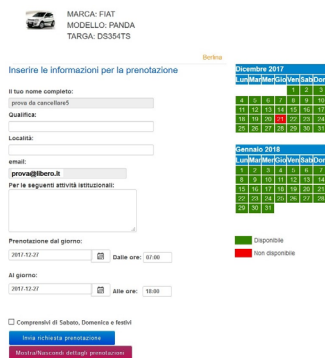 MARCA: FIAT
MODELLO: PANDA
TARGA: DS354TS
Berlina
Inserire le informazioni per la prenotazione
Il tuo nome completo:
prova da cancellare5
Qualifica:
Località:
email:
prova@libero.it
Per le seguenti attività istituzionali:
Prenotazione dal giorno:
2017-12-27 Dalle ore: 07:00
Al giorno:
2017-12-27 Alle ore: 18:00
Comprensivi di Sabato, Domenica e festivi
Invia richiesta prenotazione
Mostra/Nascondi dettagli prenotazioni
Dicembre 2017
Lun Mar Mer Gio Ven Sab Dom
1 2 3
4 5 6 7 8 9 10
11 12 13 14 15 16 17
18 19 20 21 22 23 24
25 26 27 28 29 30 31
Gennaio 2018
Lun Mar Mer Gio Ven Sab Dom
1 2 3 4 5 6 7
8 9 10 11 12 13 14
15 16 17 18 19 20 21
22 23 24 25 26 27 28
29 30 31
Disponibile
Non disponibile